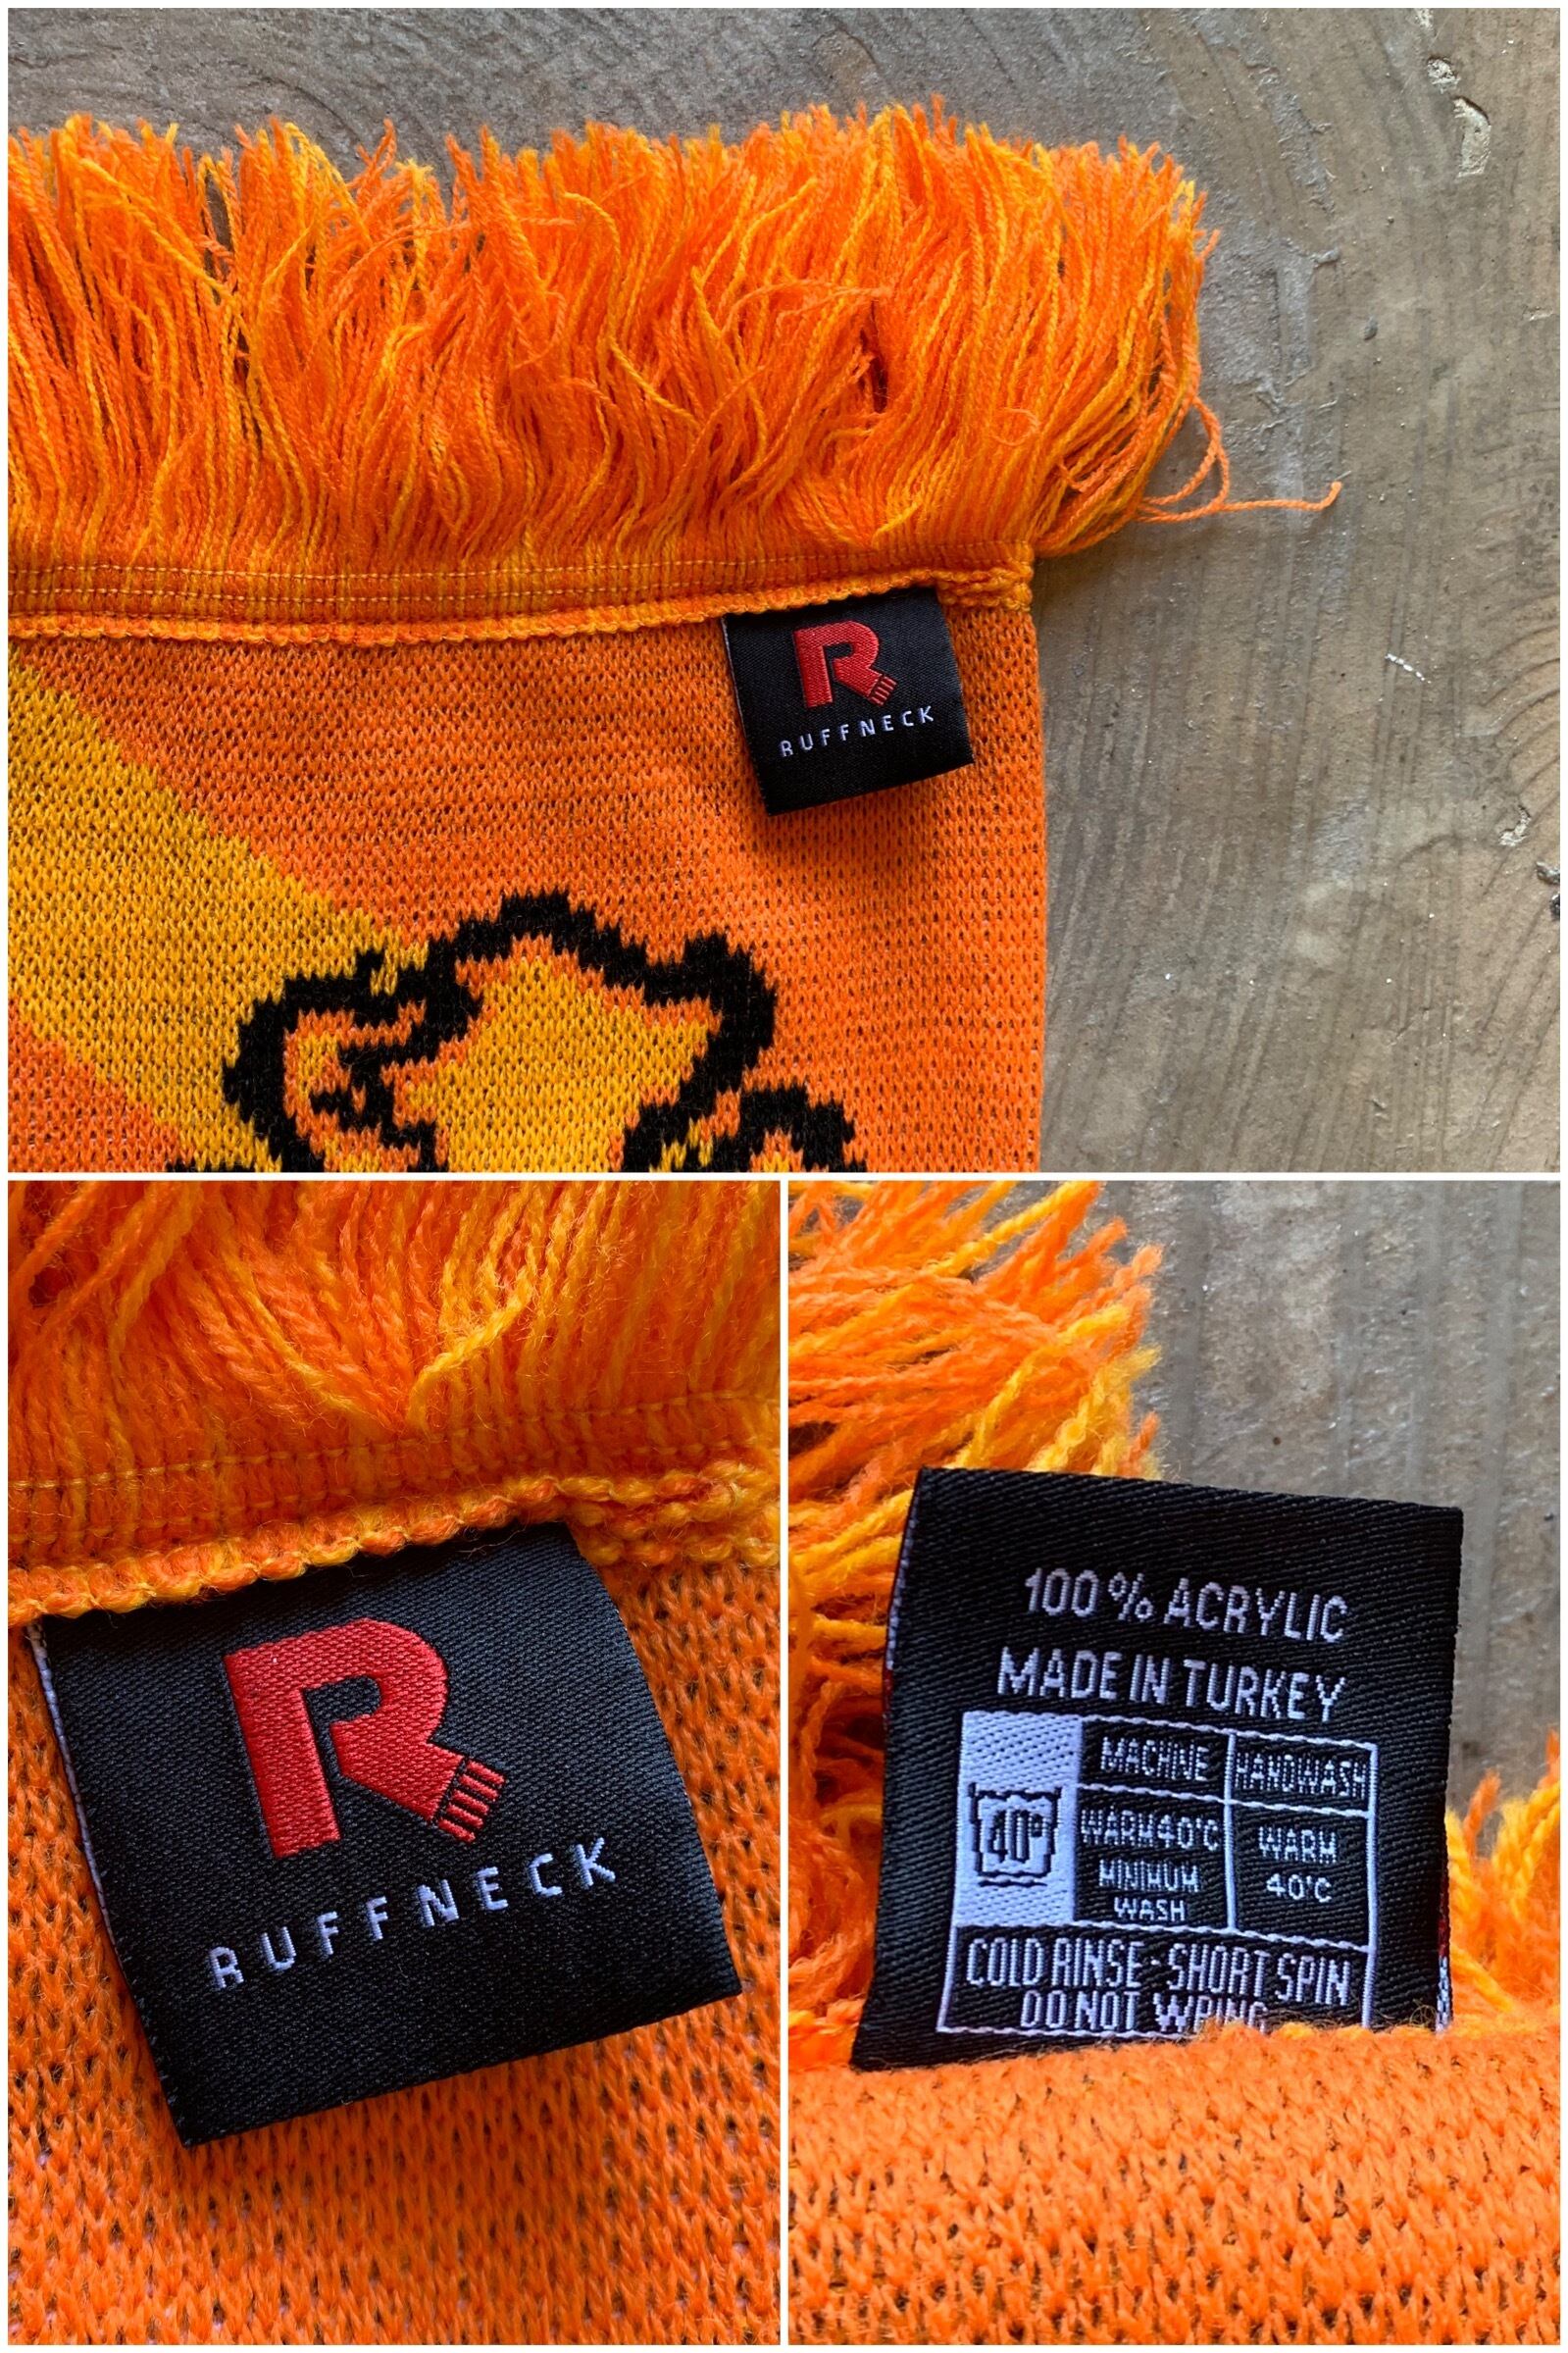 R
RUFFNECK
R
RUFFNECK
100% ACRYLIC
MADE IN TURKEY
MACHINE HANDWASH
40° WARM 40°C WARM
MINIMUM 40°C
WASH
COLD RINSE · SHORT SPIN
DO NOT WRING